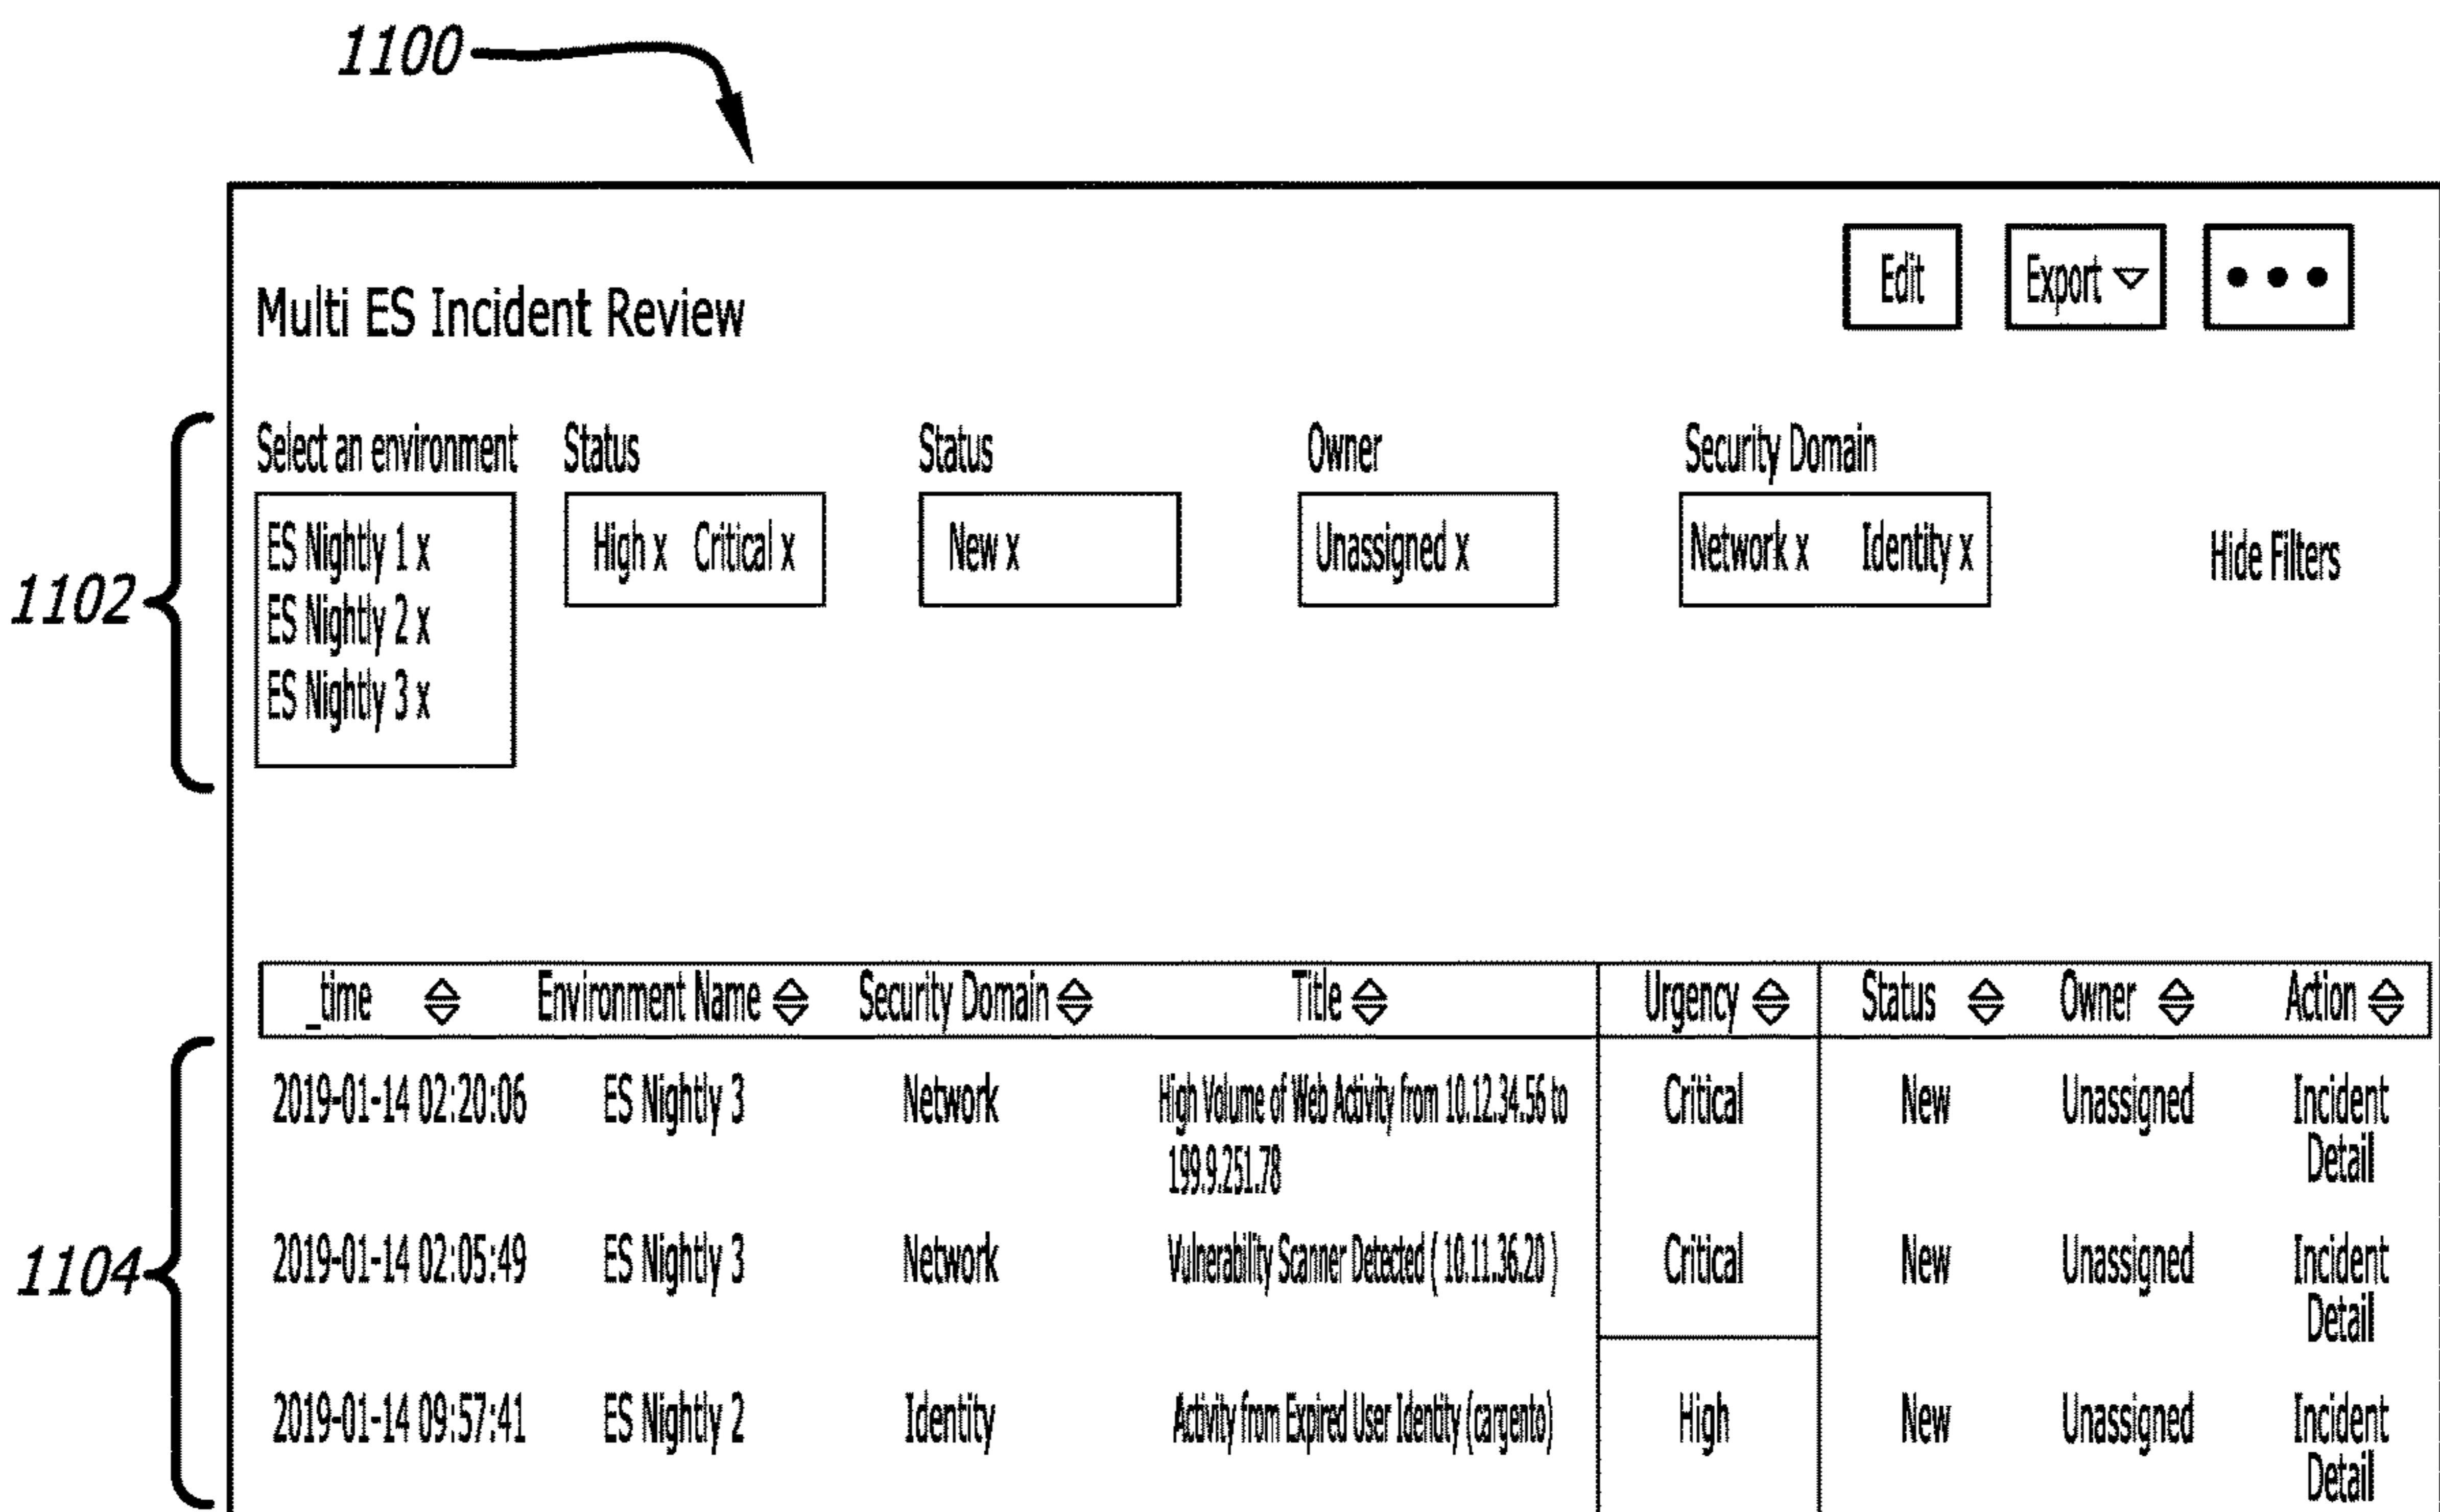 1100
Edit Export
Multi ES Incident Review
Select an environment Status Status Owner Security Domain
ES Nightly 1 x High x Critical x New x Unassigned x Network x Identity x Hide Filters
1102
ES Nightly 2 x
ES Nightly 3 x
_time Environment Name Security Domain Title Urgency Status Owner Action
2019-01-14 02:20:06 ES Nightly 3 Network High Volume of Web Activity from 10.12.34.56 to Critical New Unassigned Incident
199.9.251.78 Detail
1104
2019-01-14 02:05:49 ES Nightly 3 Network Vulnerability Scanner Detected ( 10.11.36.20 ) Critical New Unassigned Incident
Detail
2019-01-14 09:57:41 ES Nightly 2 Identity Activity from Expired User Identity (cargento) High New Unassigned Incident
Detail